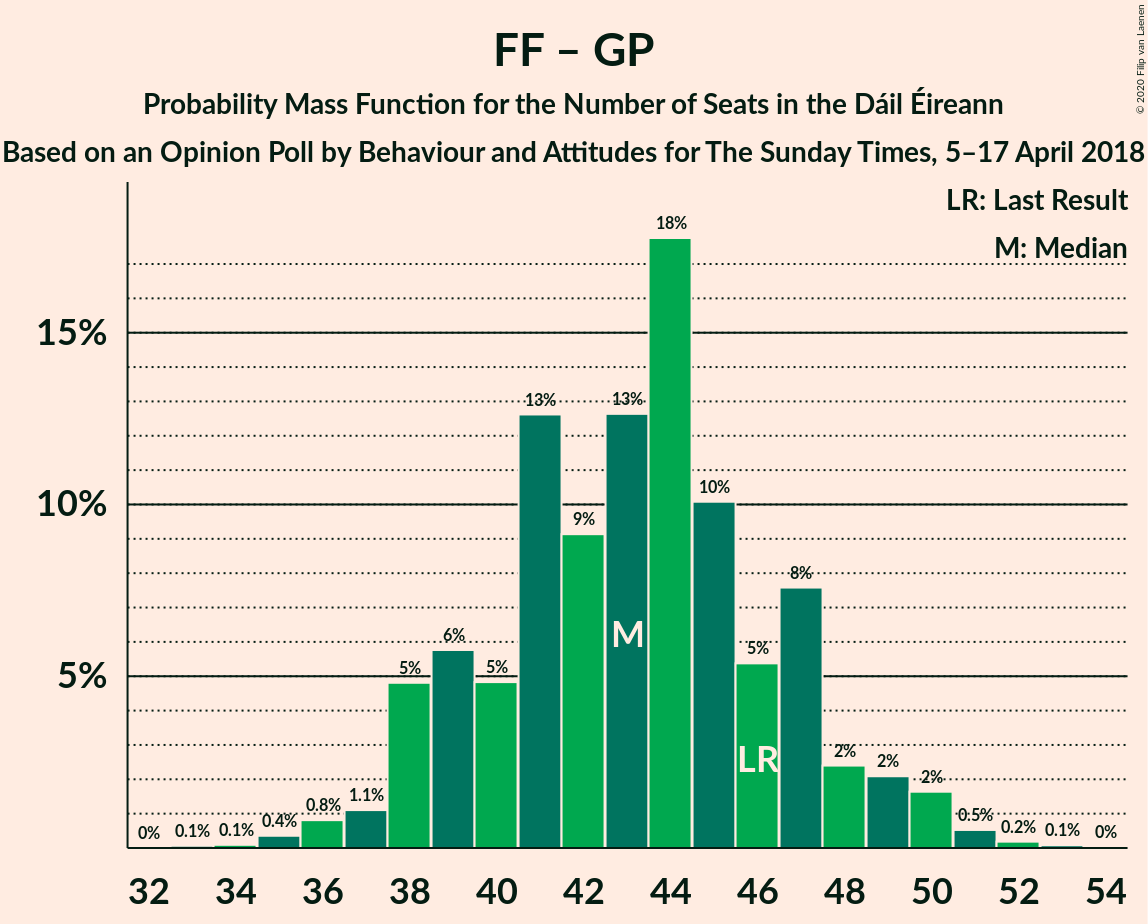 FF – GP
Probability Mass Function for the Number of Seats in the Dáil Éireann
Based on an Opinion Poll by Behaviour and Attitudes for The Sunday Times, 5–17 April 2018
© 2020 Filip van Laenen
LR: Last Result
M: Median
15%
10%
5%
0%
0.1%
0.1%
0.4%
0.8%
1.1%
5%
6%
5%
13%
9%
13%
18%
10%
5%
8%
2%
2%
2%
0.5%
0.2%
0.1%
0%
M
LR
32 34 36 38 40 42 44 46 48 50 52 54